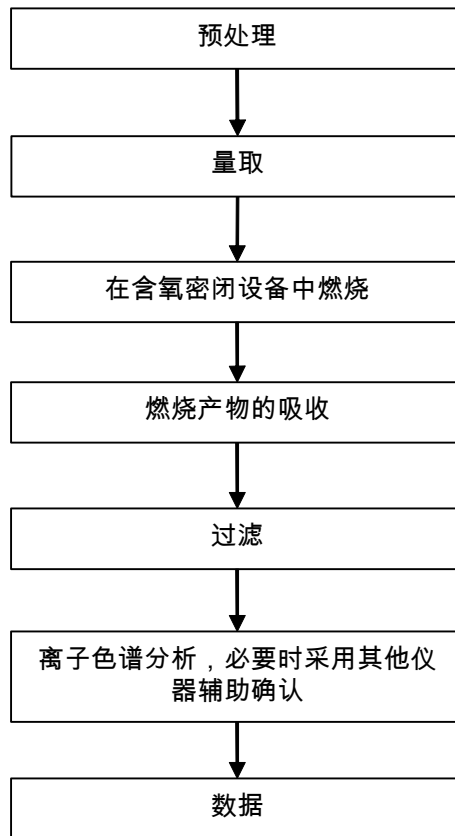 预处理
量取
在含氧密闭设备中燃烧
燃烧产物的吸收
过滤
离子色谱分析，必要时采用其他仪
器辅助确认
数据